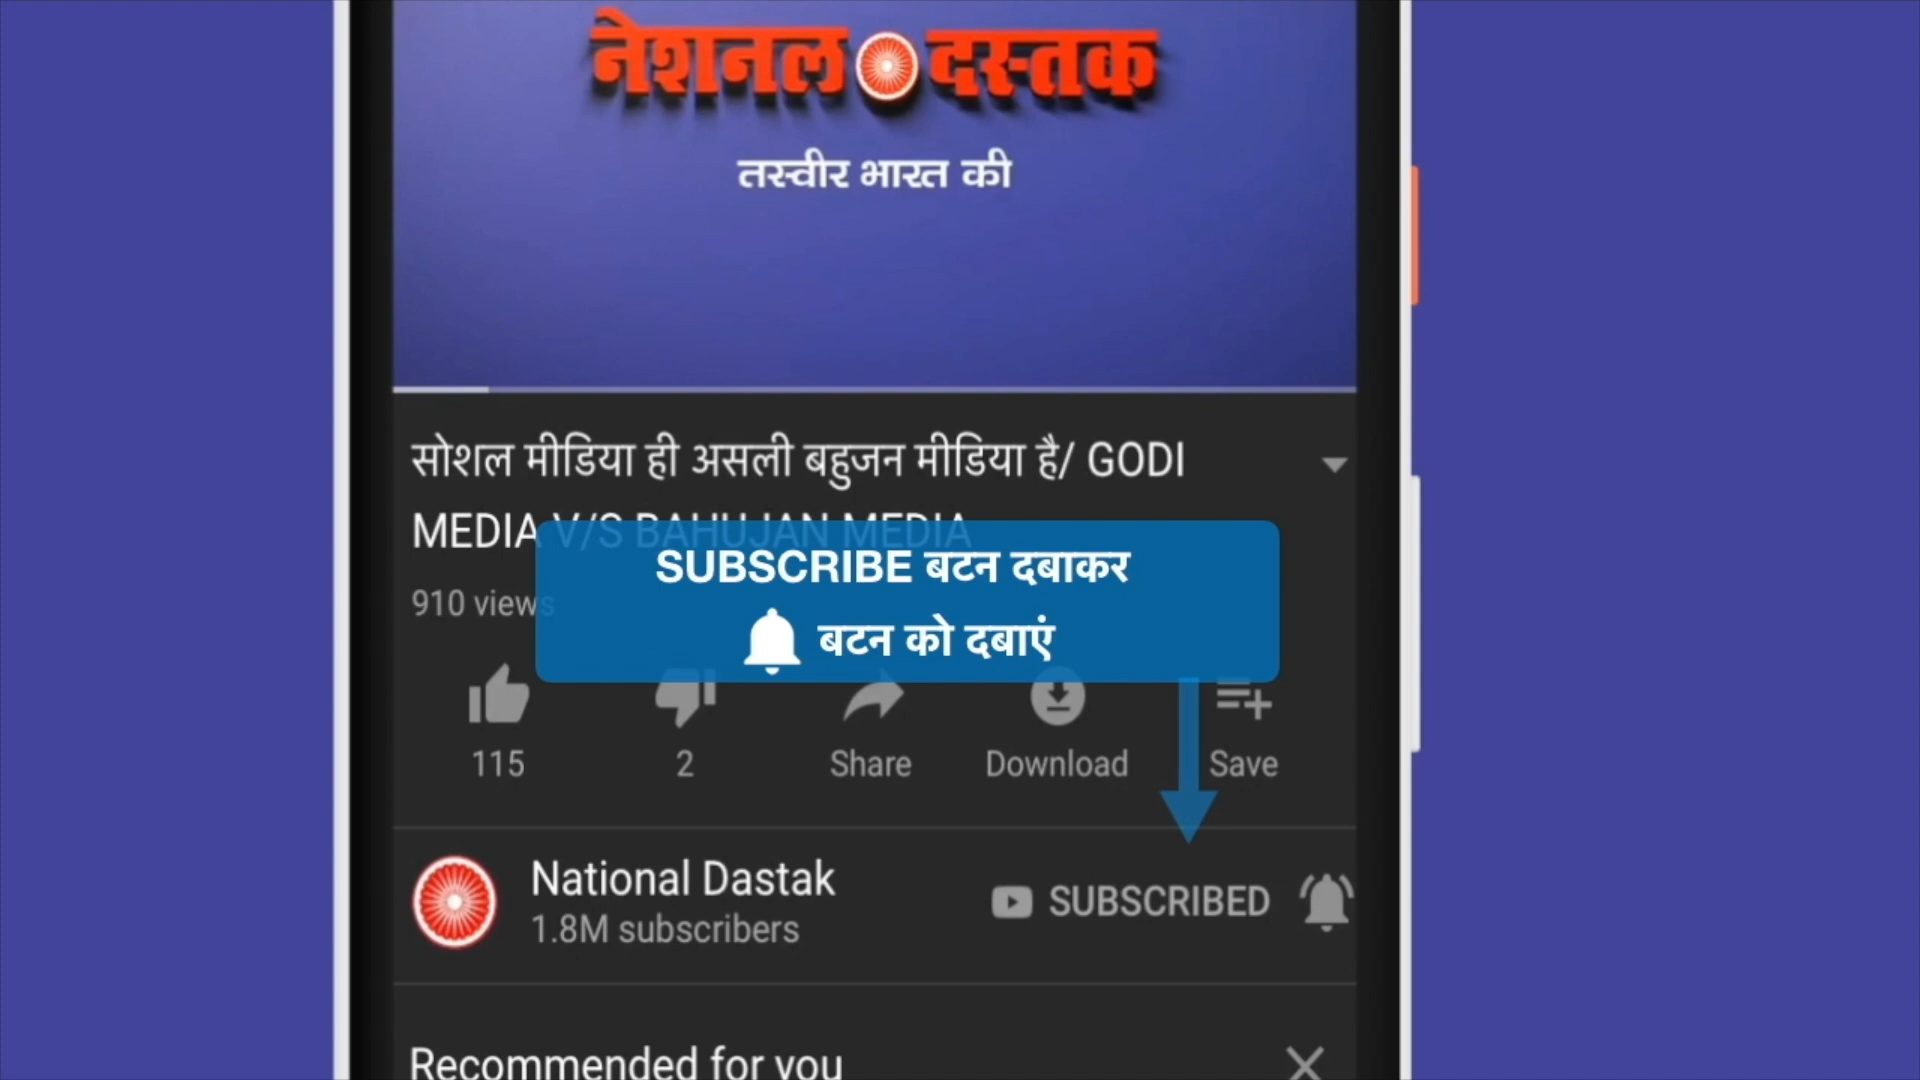 नेशनल दस्तक
तस्वीर भारत की
सोशल मीडिया ही असली बहुजन मीडिया है/ GODI
MEDIA V/S BAHUJAN MEDIA
SUBSCRIBE बटन दबाकर
910 views
बटन को दबाएं
115
2
Share
Download
Save
National Dastak
SUBSCRIBED
1.8M subscribers
Recommended for you